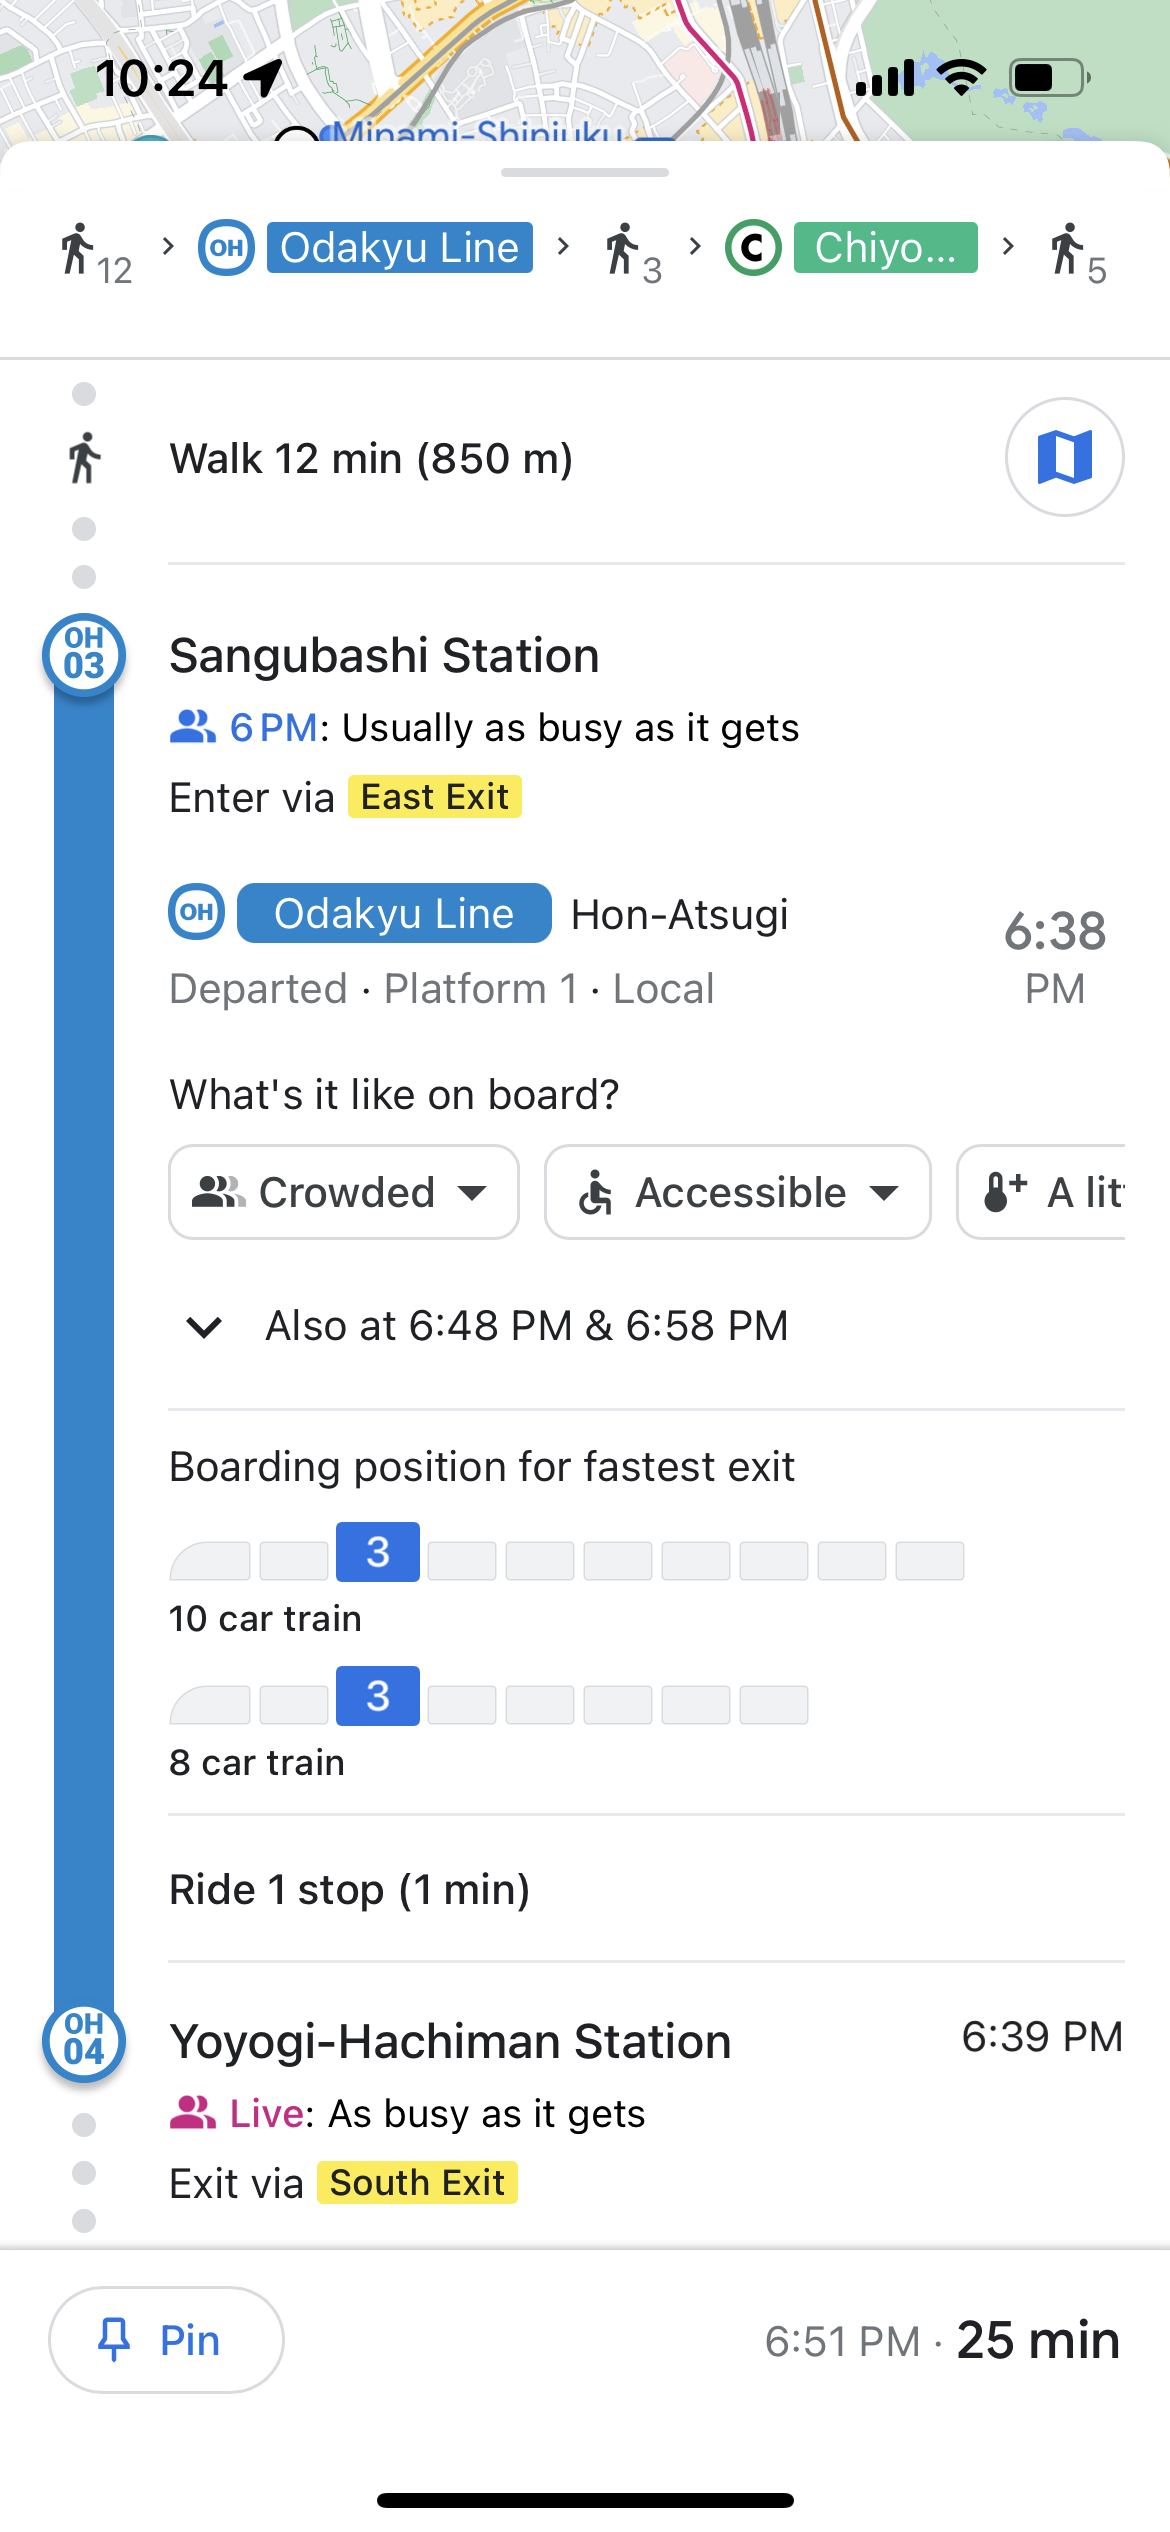 10:24
Minami-Shinjuku
12 OH Odakyu Line 3 C Chiyo... 5
Walk 12 min (850 m)
OH
03
Sangubashi Station
6 PM: Usually as busy as it gets
Enter via East Exit
OH Odakyu Line Hon-Atsugi
6:38
PM
Departed · Platform 1 · Local
What's it like on board?
Crowded Accessible A lit
Also at 6:48 PM & 6:58 PM
Boarding position for fastest exit
3
10 car train
3
8 car train
Ride 1 stop (1 min)
OH
04
Yoyogi-Hachiman Station 6:39 PM
Live: As busy as it gets
Exit via South Exit
Pin 6:51 PM · 25 min